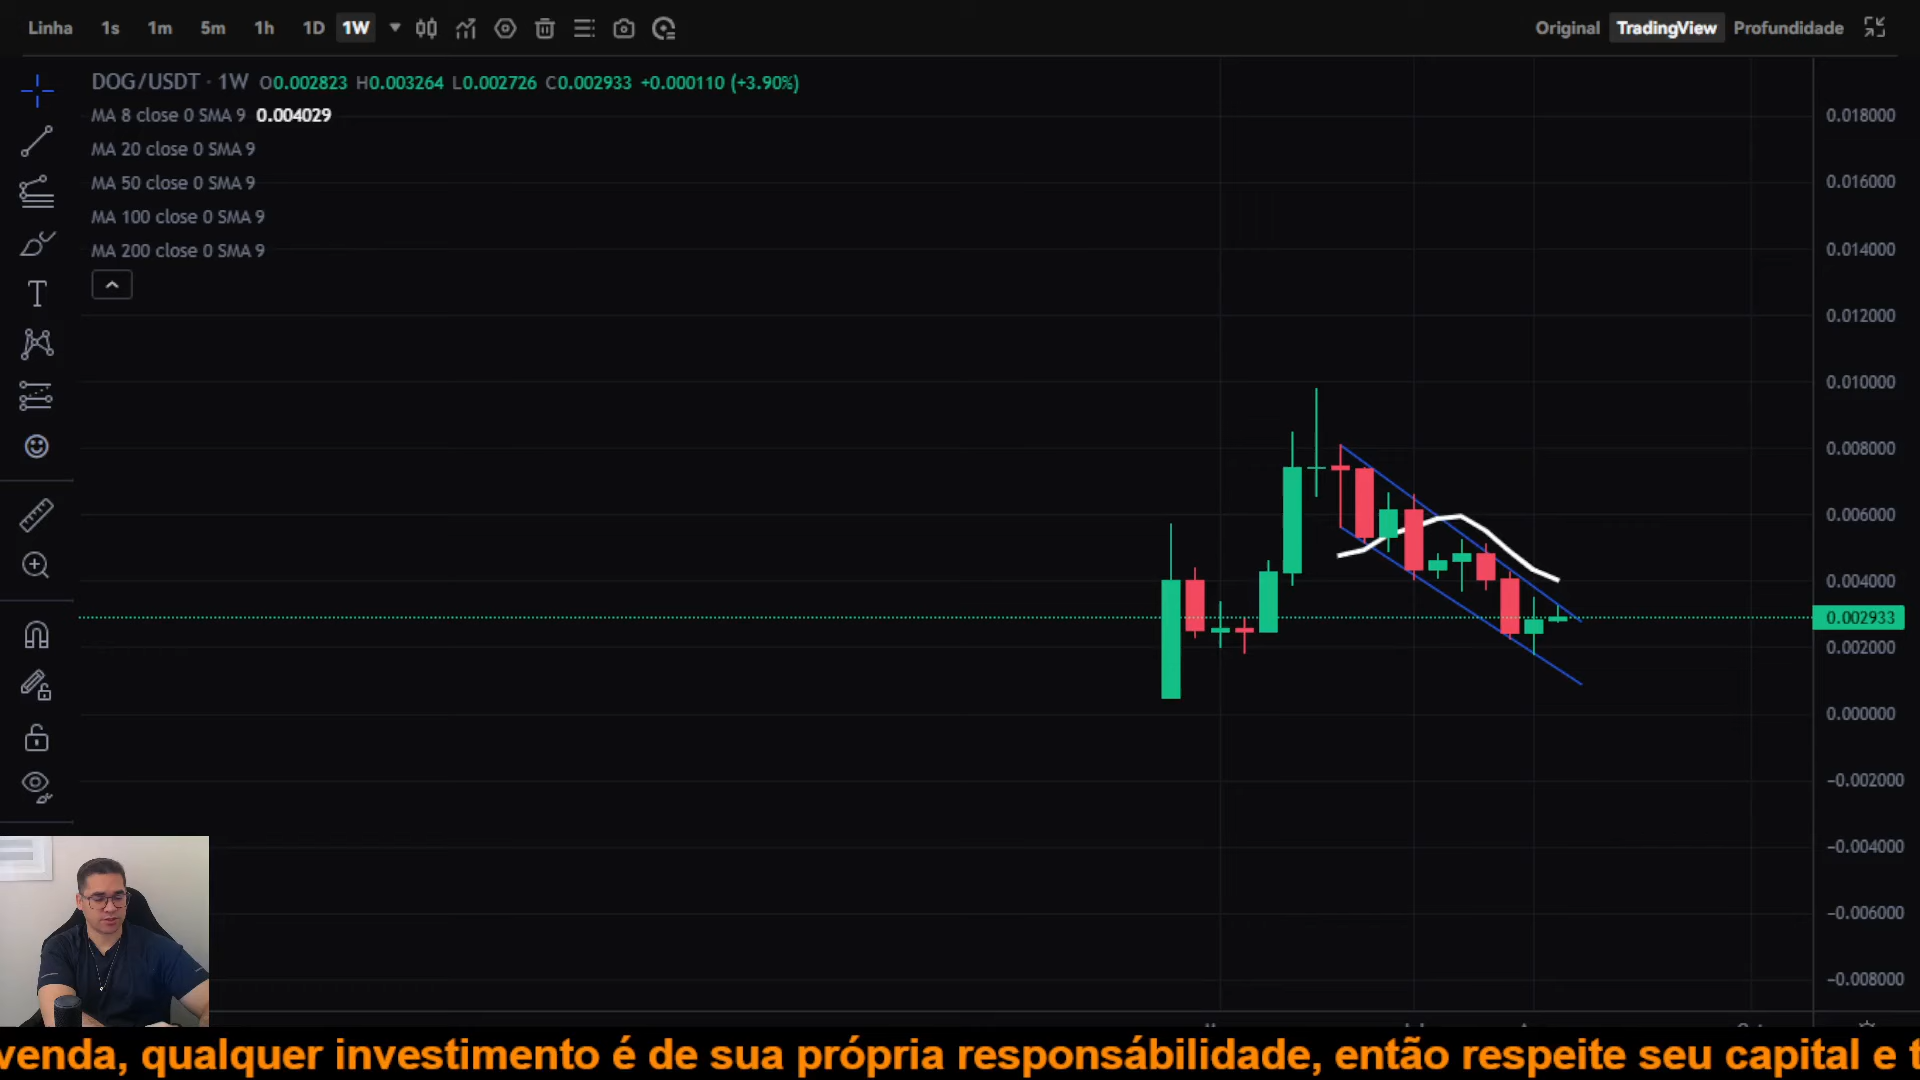 Linha 1s 1m 5m 1h 1D 1W Original TradingView Profundidade
DOG/USDT · 1W O0.002823 H0.003264 L0.002726 C0.002933 +0.000110 (+3.90%)
MA 8 close 0 SMA 9 0.004029
MA 20 close 0 SMA 9
MA 50 close 0 SMA 9
MA 100 close 0 SMA 9
MA 200 close 0 SMA 9
0.018000
0.016000
0.014000
0.012000
0.010000
0.008000
0.006000
0.004000
0.002933
0.002000
0.000000
-0.002000
-0.004000
-0.006000
-0.008000
venda, qualquer investimento é de sua própria responsábilidade, então respeite seu capital e